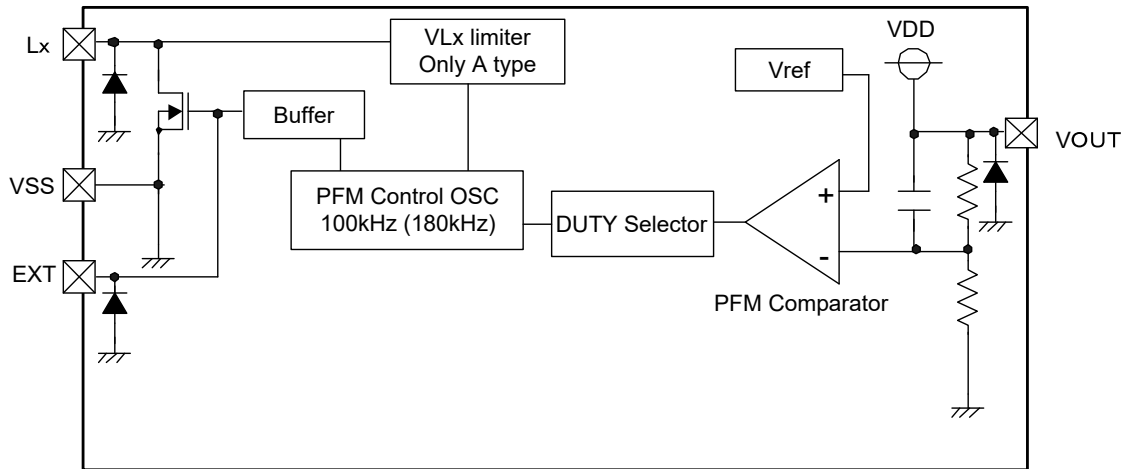 Lx
VLx limiter
Only A type
VDD
Vref
Buffer
VOUT
VSS
PFM Control OSC
100kHz (180kHz)
DUTY Selector
+
-
EXT
PFM Comparator